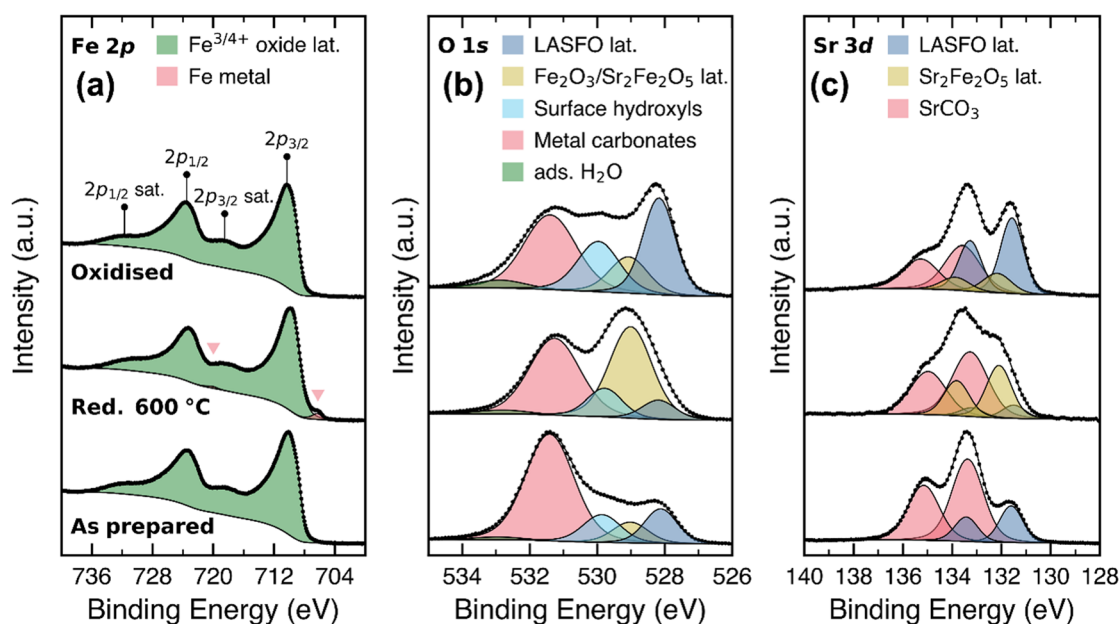 Fe 2p
Fe³ᐟ⁴⁺ oxide lat.
Fe metal
(a)
2p₃/₂
2p₁/₂
2p₁/₂ sat.
2p₃/₂ sat.
Oxidised
Red. 600 °C
As prepared
Intensity (a.u.)
736 728 720 712 704
Binding Energy (eV)
O 1s
LASFO lat.
(b)
Fe₂O₃/Sr₂Fe₂O₅ lat.
Surface hydroxyls
Metal carbonates
ads. H₂O
Intensity (a.u.)
534 532 530 528 526
Binding Energy (eV)
Sr 3d
LASFO lat.
(c)
Sr₂Fe₂O₅ lat.
SrCO₃
Intensity (a.u.)
140 138 136 135 132 130 128
Binding Energy (eV)